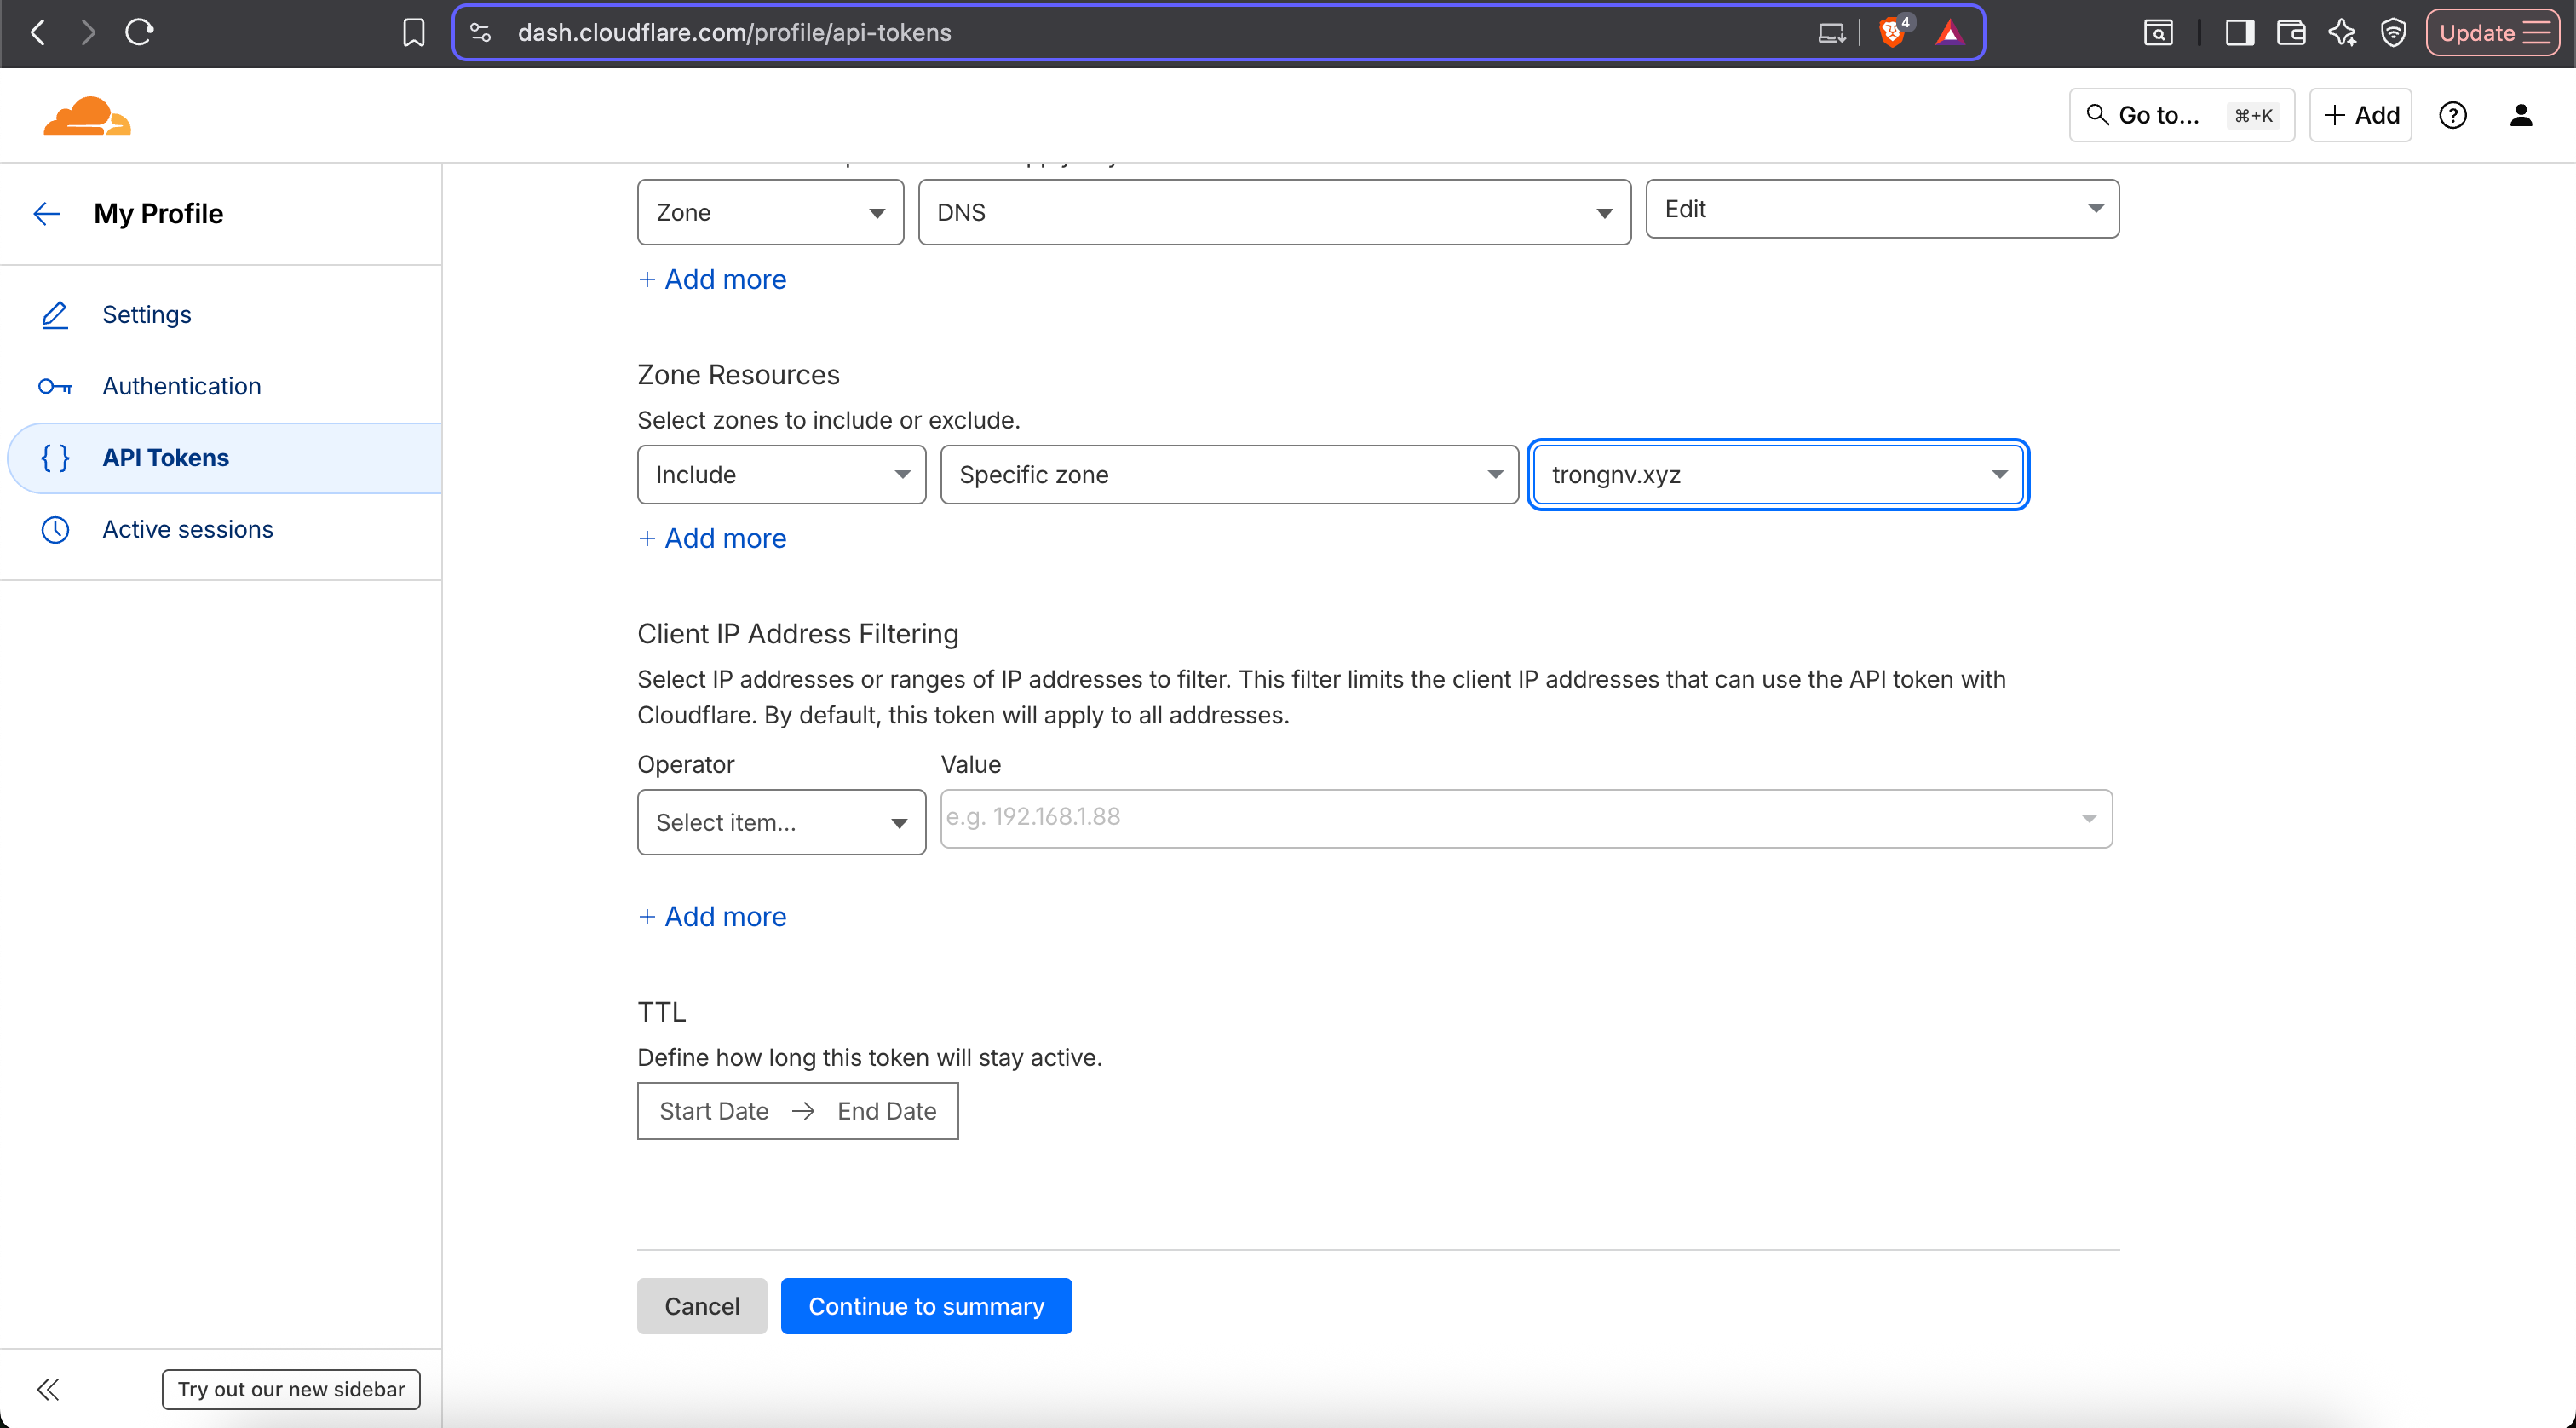 dash.cloudflare.com/profile/api-tokens
4
Update
Go to...
⌘+K
+ Add
My Profile
Settings
Authentication
API Tokens
Active sessions
Try out our new sidebar
Zone
DNS
Edit
+ Add more
Zone Resources
Select zones to include or exclude.
Include
Specific zone
trongnv.xyz
+ Add more
Client IP Address Filtering
Select IP addresses or ranges of IP addresses to filter. This filter limits the client IP addresses that can use the API token with
Cloudflare. By default, this token will apply to all addresses.
Operator
Value
Select item...
e.g. 192.168.1.88
+ Add more
TTL
Define how long this token will stay active.
Start Date → End Date
Cancel
Continue to summary